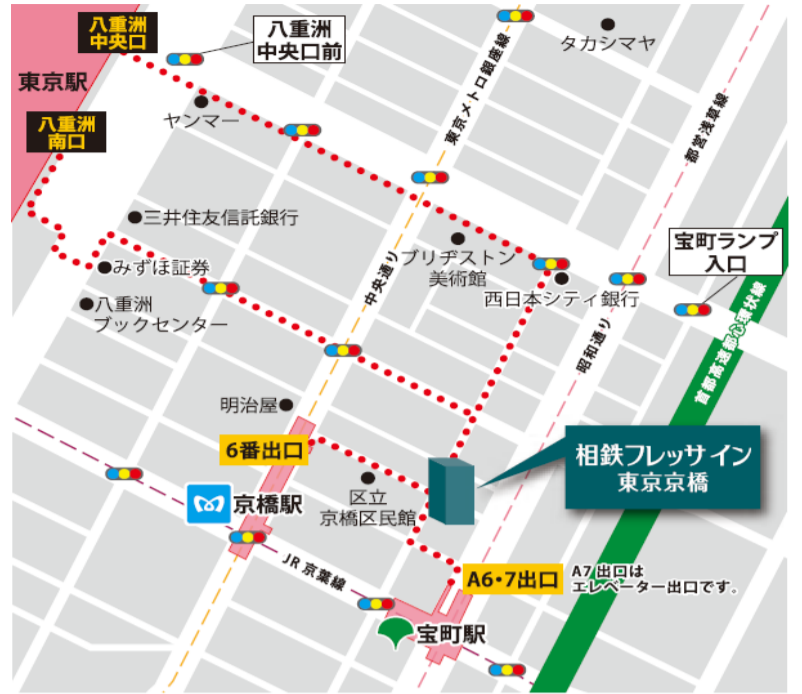 八重洲
中央口
八重洲
中央口前
タカシマヤ
東京駅
ヤンマー
八重洲
南口
東京メトロ銀座線
都営浅草線
三井住友信託銀行
みずほ証券
八重洲
ブックセンター
中央通り
ブリヂストン
美術館
西日本シティ銀行
宝町ランプ
入口
昭和通り
首都高速都心環状線
明治屋
6番出口
区立
京橋区民館
相鉄フレッサイン
東京京橋
京橋駅
JR京葉線
A6・7出口
A7出口は
エレベーター出口です。
宝町駅